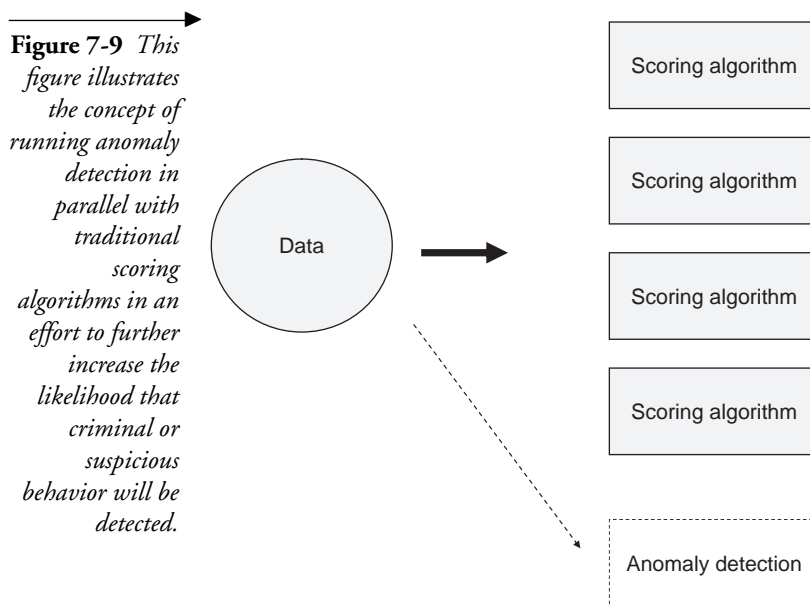 Figure 7-9 This
figure illustrates
the concept of
running anomaly
detection in
parallel with
traditional
scoring
algorithms in an
effort to further
increase the
likelihood that
criminal or
suspicious
behavior will be
detected.
Data
Scoring algorithm
Scoring algorithm
Scoring algorithm
Scoring algorithm
Anomaly detection